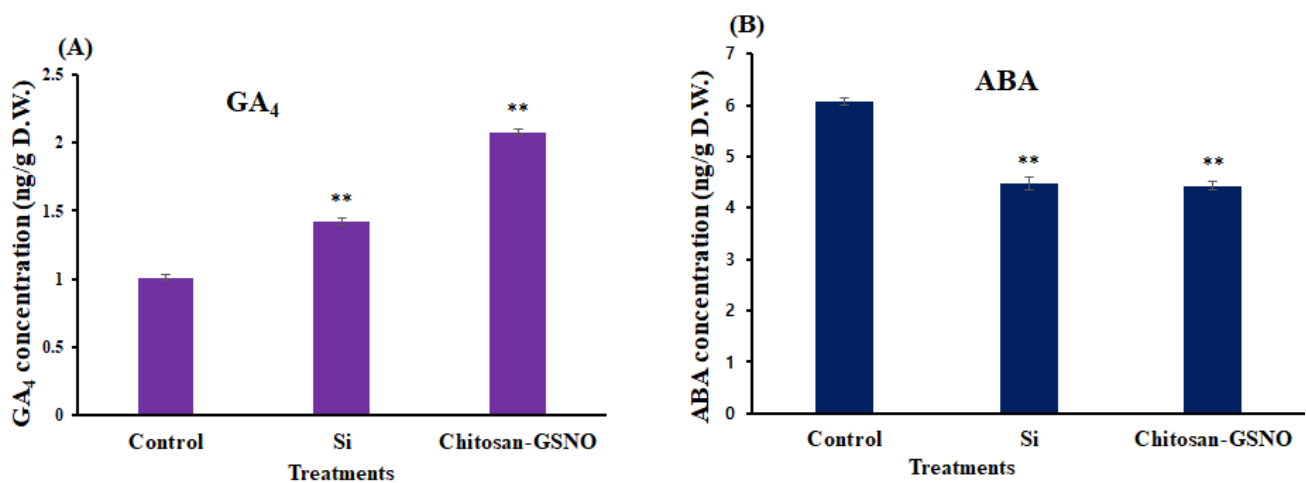 (A)
GA₄
GA₄ concentration (ng/g D.W.)
2.5
2
1.5
1
0.5
0
**
**
Control Si Chitosan-GSNO
Treatments
(B)
ABA
ABA concentration (ng/g D.W.)
7
6
5
4
3
2
1
0
** **
Control Si Chitosan-GSNO
Treatments